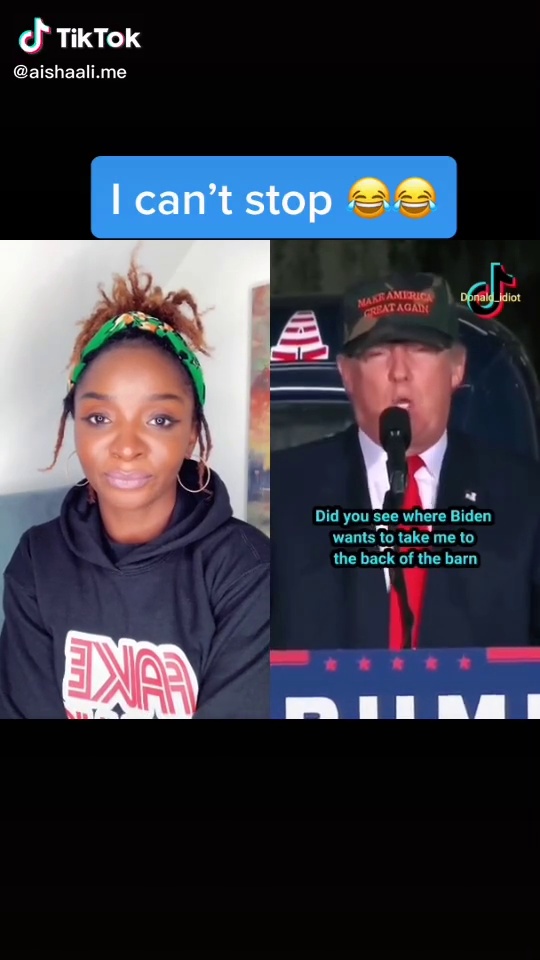 TikTok
@aishaali.me
I can't stop 😂😂
Donald_idiot
MAKE AMERICA
GREAT AGAIN
Did you see where Biden
wants to take me to
the back of the barn
FAKE